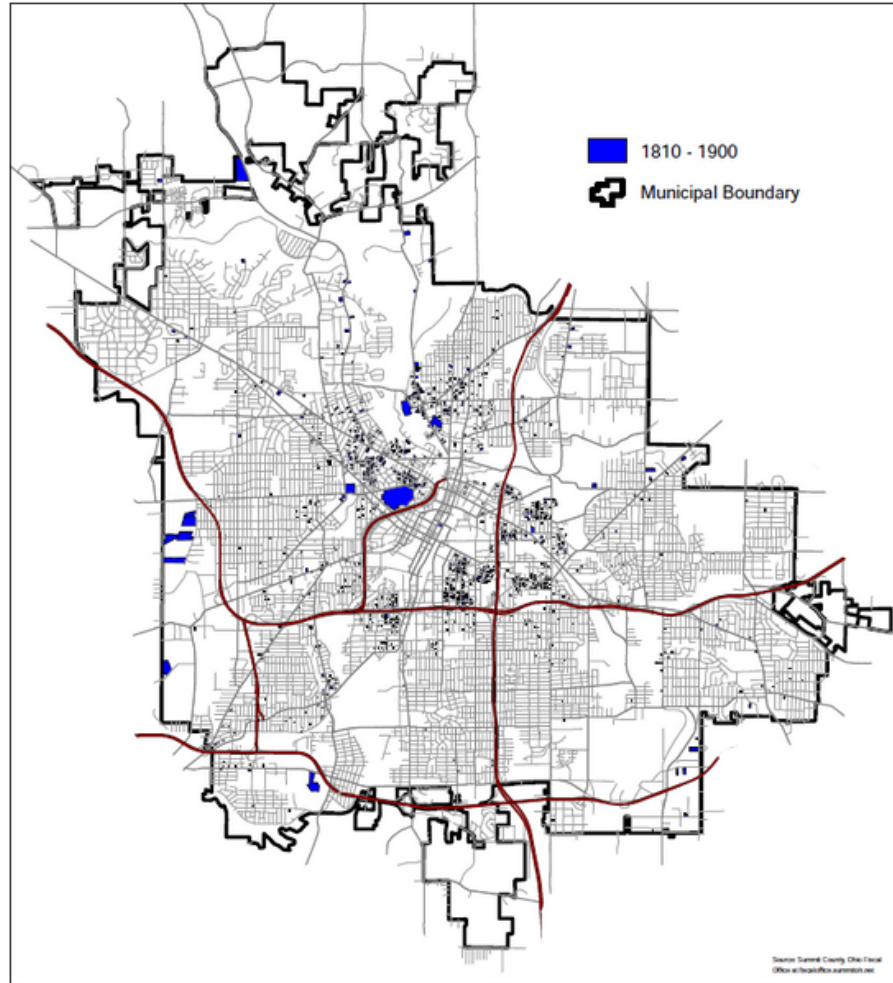 1810 - 1900
Municipal Boundary
Source: Summit County, Ohio Fiscal
Office at fiscaloffice.summitoh.net